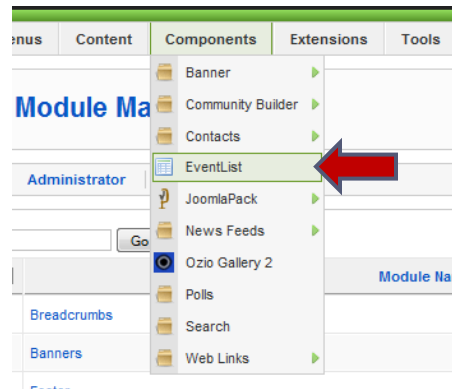 enus Content Components Extensions Tools
Banner
Module Ma
Community Builder
Contacts
EventList
Administrator
JoomlaPack
News Feeds
Go
Ozio Gallery 2
Module Na
Polls
Breadcrumbs
Search
Banners
Web Links